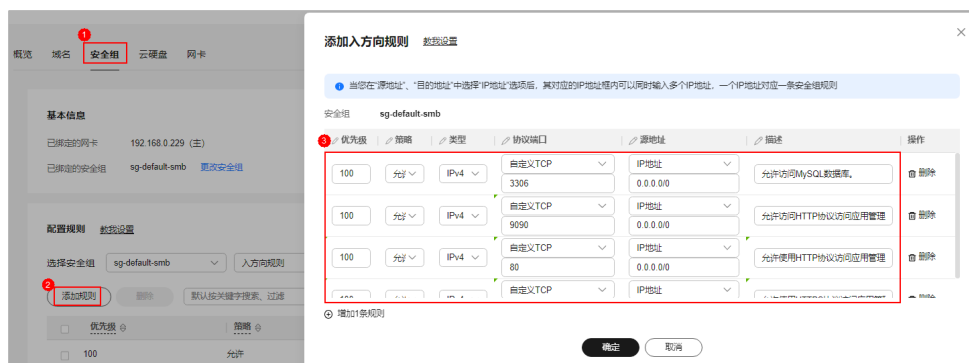 1
概览 域名 安全组 云硬盘 网卡
基本信息
已绑定的网卡 192.168.0.229 （主）
已绑定的安全组 sg-default-smb 更改安全组
配置规则 教我设置
选择安全组 sg-default-smb 入方向规则
2
添加规则 删除 默认按关键字搜索、过滤
优先级 策略
100 允许
添加入方向规则 教我设置
当您在“源地址”、“目的地址”中选择“IP地址”选项后，其对应的IP地址框内可以同时输入多个IP地址，一个IP地址对应一条安全组规则
安全组 sg-default-smb
3 优先级 策略 类型 协议端口 源地址 描述 操作
自定义TCP IP地址
100 IPv4 允许访问MySQL数据库。 删除
3306 0.0.0.0/0
自定义TCP IP地址
100 IPv4 允许访问HTTP协议访问应用管理 删除
9090 0.0.0.0/0
自定义TCP IP地址
100 IPv4 允许使用HTTP协议访问应用管理 删除
80 0.0.0.0/0
自定义TCP IP地址
增加1条规则
确定 取消